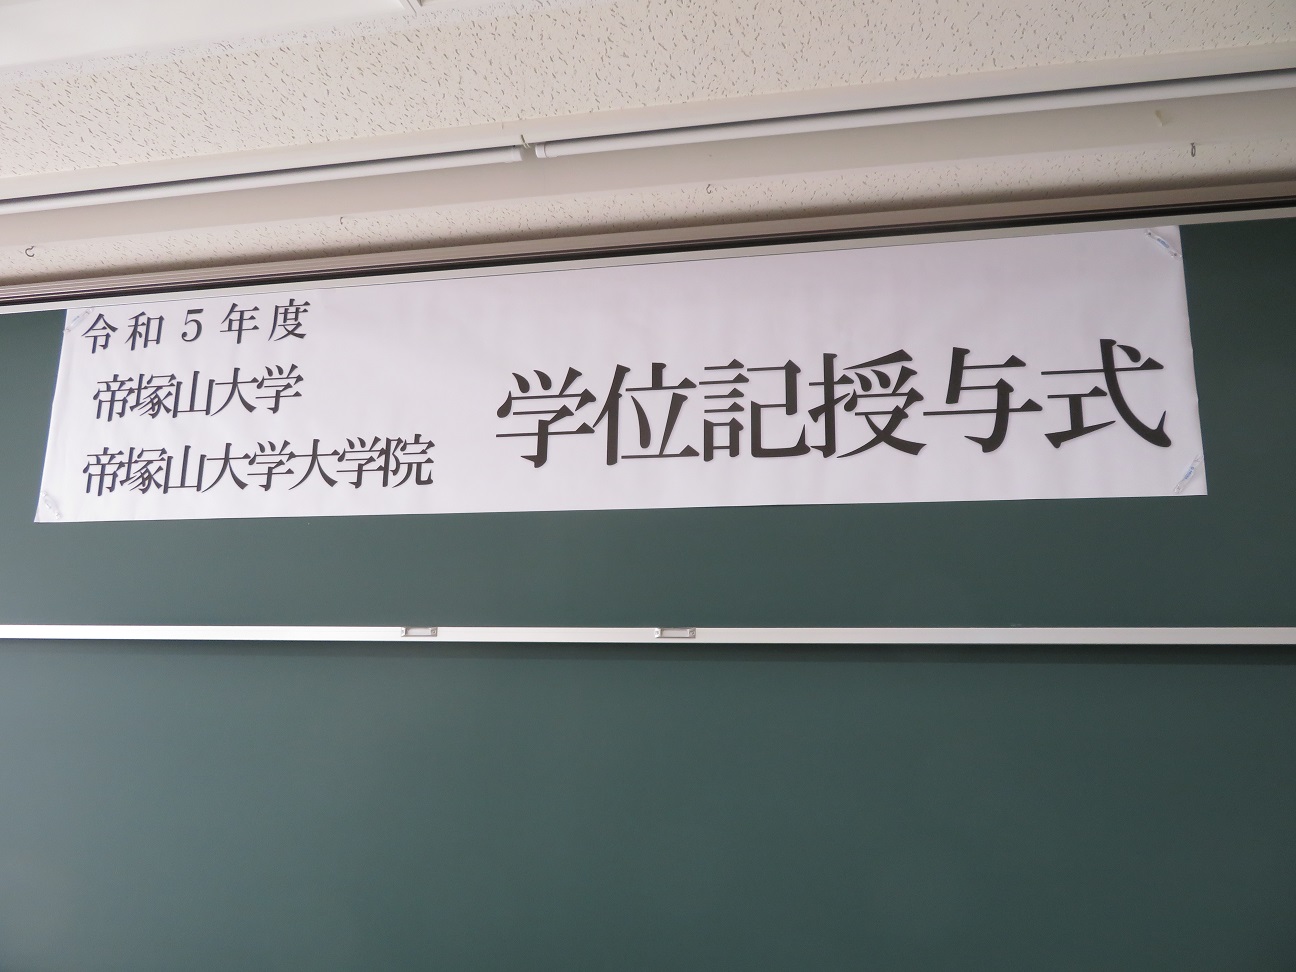 令和５年度
帝塚山大学
帝塚山大学大学院
学位記授与式